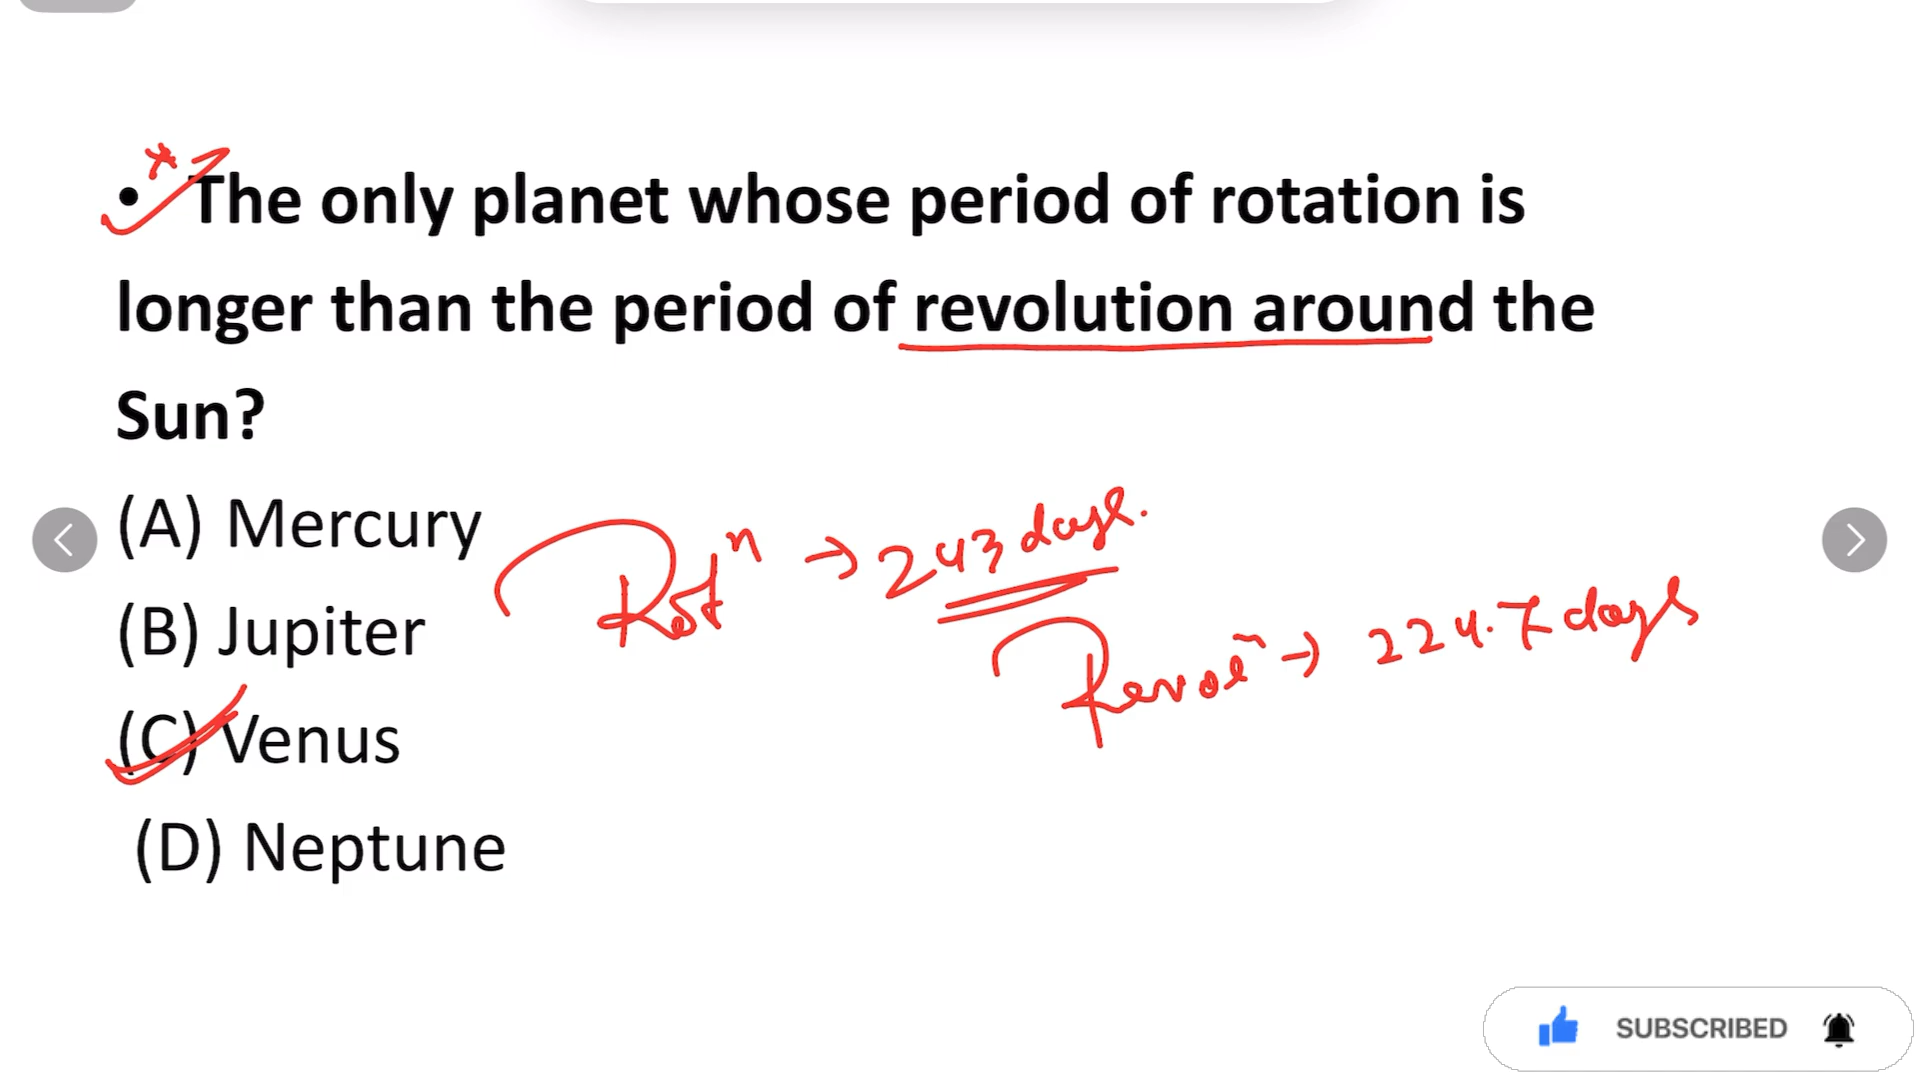 • The only planet whose period of rotation is
longer than the period of revolution around the
Sun?
(A) Mercury
Rotⁿ → 243 days.
(B) Jupiter
Revolⁿ → 224.7 days
(C) Venus
(D) Neptune
SUBSCRIBED